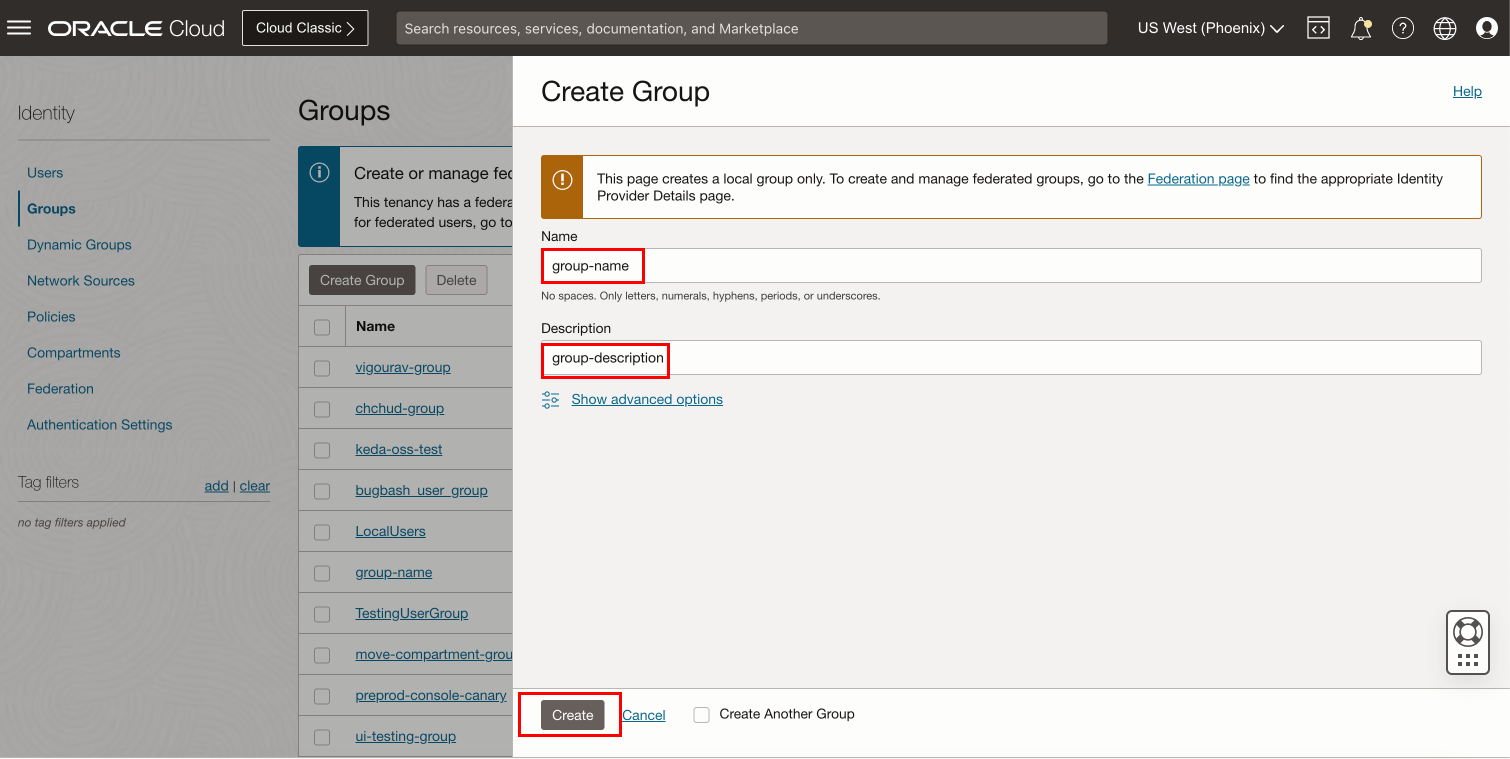 ORACLE Cloud
Cloud Classic
Search resources, services, documentation, and Marketplace
US West (Phoenix)
Identity
Users
Groups
Dynamic Groups
Network Sources
Policies
Compartments
Federation
Authentication Settings
Tag filters
add | clear
no tag filters applied
Groups
Create or manage fed
This tenancy has a federa
for federated users, go to
Create Group
Delete
Name
vigourav-group
chchud-group
keda-oss-test
bugbash_user_group
LocalUsers
group-name
TestingUserGroup
move-compartment-grou
preprod-console-canary
ui-testing-group
Create Group
Help
This page creates a local group only. To create and manage federated groups, go to the Federation page to find the appropriate Identity
Provider Details page.
Name
group-name
No spaces. Only letters, numerals, hyphens, periods, or underscores.
Description
group-description
Show advanced options
Create
Cancel
Create Another Group